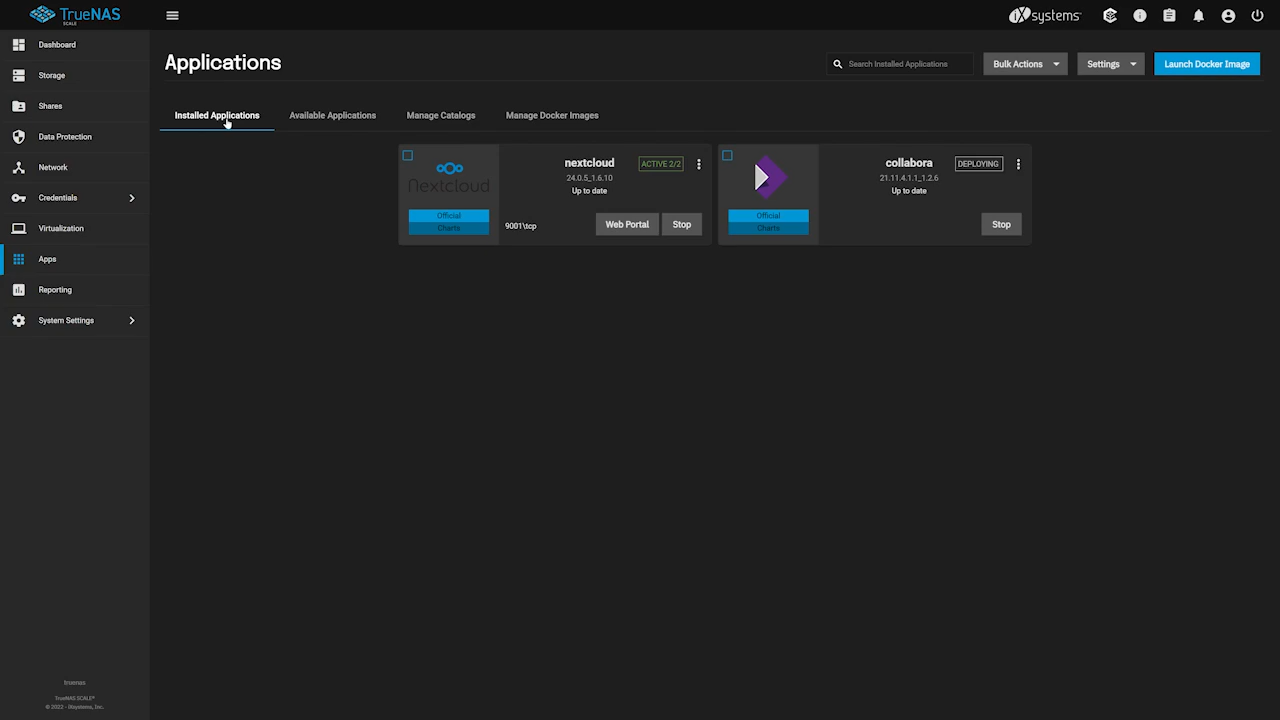 TrueNAS
SCALE
iXsystems
Dashboard
Storage
Shares
Data Protection
Network
Credentials
Virtualization
Apps
Reporting
System Settings
truenas
TrueNAS SCALE®
© 2022 - iXsystems, Inc.
Applications
Search Installed Applications
Bulk Actions
Settings
Launch Docker Image
Installed Applications
Available Applications
Manage Catalogs
Manage Docker Images
Nextcloud
Official
Charts
nextcloud
ACTIVE 2/2
24.0.5_1.6.10
Up to date
9001\tcp
Web Portal
Stop
Official
Charts
collabora
DEPLOYING
21.11.4.1.1_1.2.6
Up to date
Stop